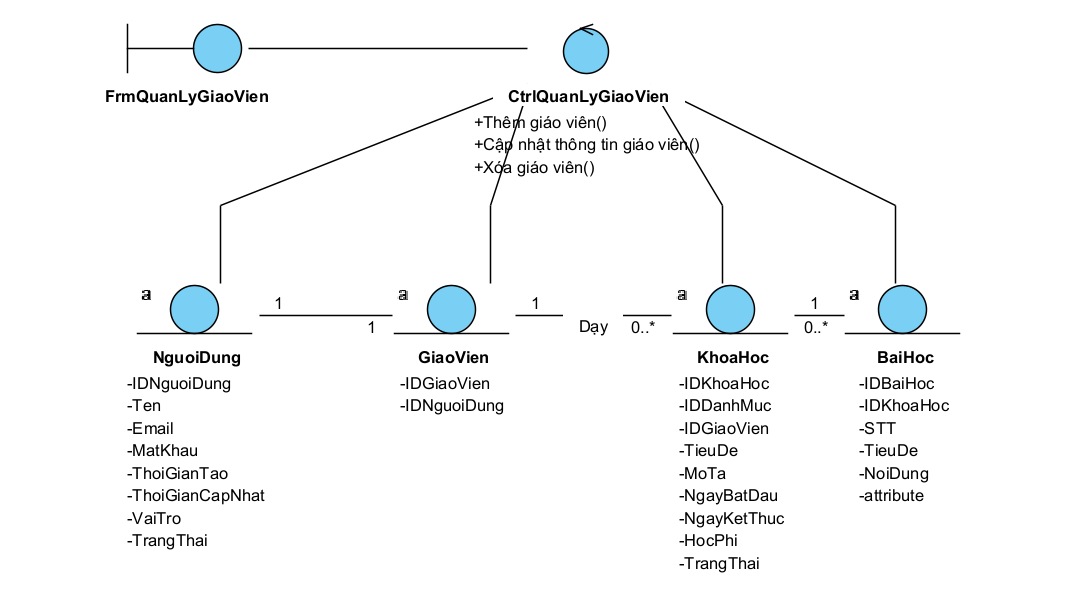 FrmQuanLyGiaoVien
CtrlQuanLyGiaoVien
+Thêm giáo viên()
+Cập nhật thông tin giáo viên()
+Xóa giáo viên()
1
1
1
Dạy
0..*
1
0..*
NguoiDung
-IDNguoiDung
-Ten
-Email
-MatKhau
-ThoiGianTao
-ThoiGianCapNhat
-VaiTro
-TrangThai
GiaoVien
-IDGiaoVien
-IDNguoiDung
KhoaHoc
-IDKhoaHoc
-IDDanhMuc
-IDGiaoVien
-TieuDe
-MoTa
-NgayBatDau
-NgayKetThuc
-HocPhi
-TrangThai
BaiHoc
-IDBaiHoc
-IDKhoaHoc
-STT
-TieuDe
-NoiDung
-attribute